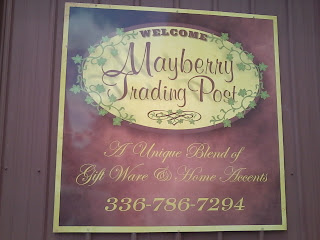 WELCOME
Mayberry
Trading Post
A Unique Blend of
Gift Ware & Home Accents
336-786-7294